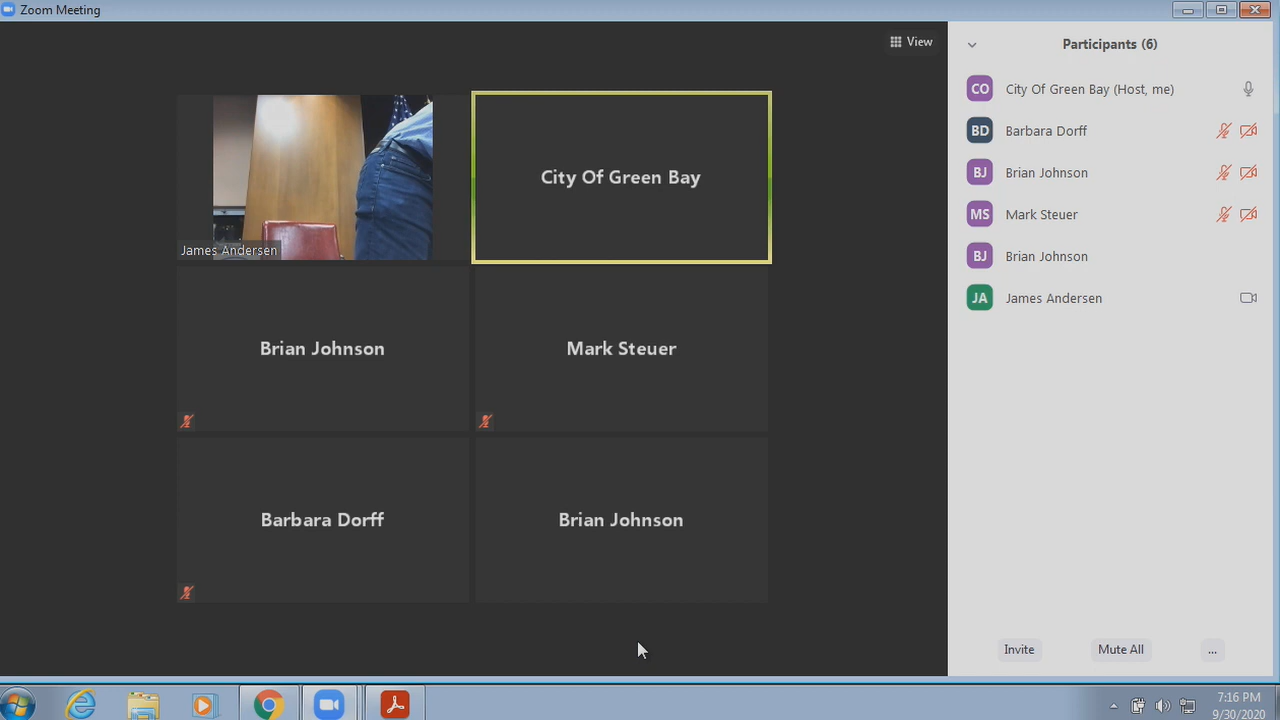 Zoom Meeting
View
James Andersen
City Of Green Bay
Brian Johnson
Mark Steuer
Barbara Dorff
Brian Johnson
Participants (6)
CO City Of Green Bay (Host, me)
BD Barbara Dorff
BJ Brian Johnson
MS Mark Steuer
BJ Brian Johnson
JA James Andersen
Invite
Mute All
...
7:16 PM
9/30/2020